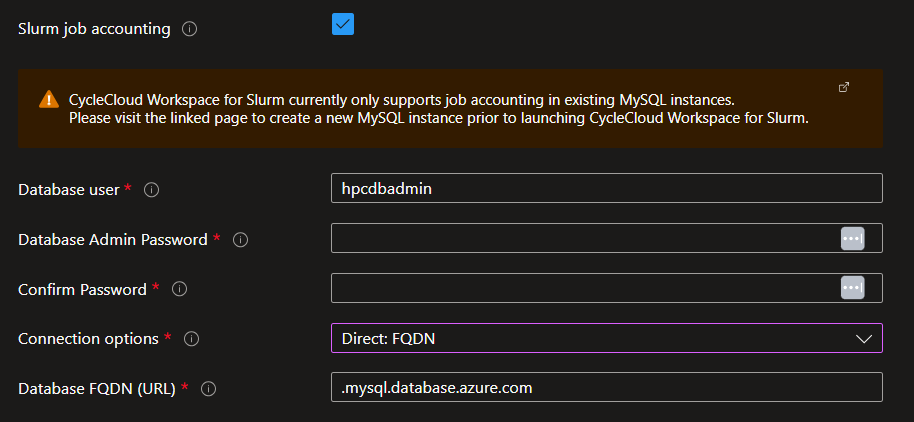 Slurm job accounting
CycleCloud Workspace for Slurm currently only supports job accounting in existing MySQL instances.
Please visit the linked page to create a new MySQL instance prior to launching CycleCloud Workspace for Slurm.
Database user *
hpcdbadmin
Database Admin Password *
Confirm Password *
Connection options *
Direct: FQDN
Database FQDN (URL) *
.mysql.database.azure.com